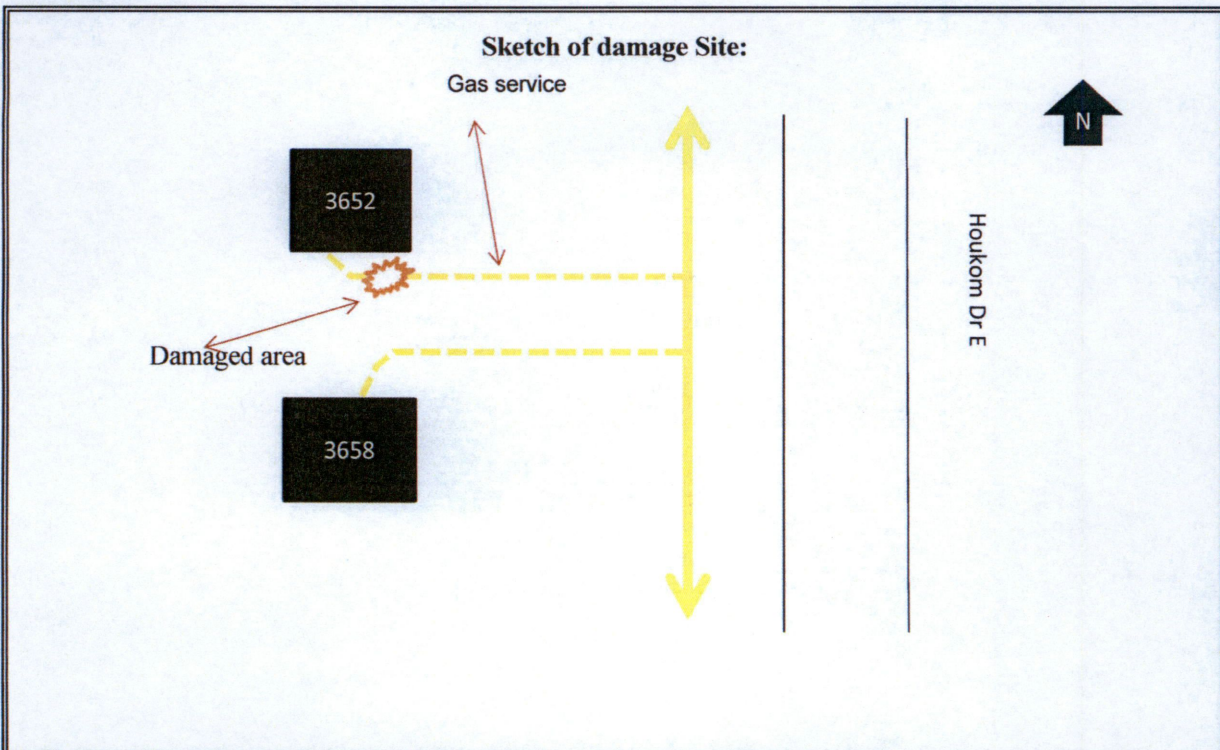 Sketch of damage Site:
Gas service
N
3652
Houkom Dr E
Damaged area
3658